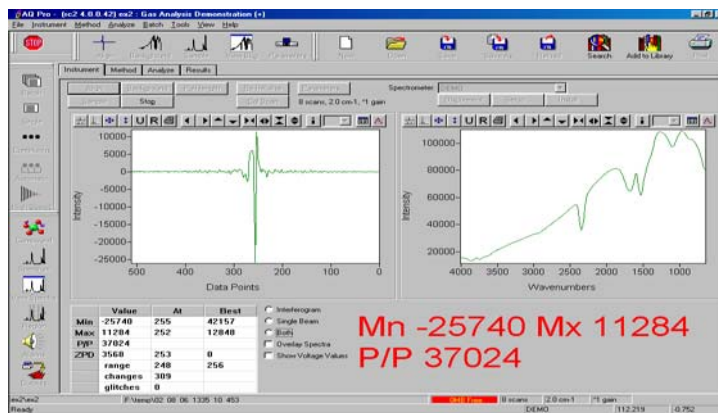 AQ Pro - (sc2 4.0.0.42) ex2 : Gas Analysis Demonstration (+)
File Instrument Method Analyze Batch Tools View Help
STOP
Search Add to Library
Instrument Method Analyze Results
Stop
8 scans, 2.0 cm-1, *1 gain
Spectrometer DEMO
U R
U R
10000
5000
0
-5000
-10000
-15000
-20000
-25000
Intensity
500 400 300 200 100 0
Data Points
100000
80000
60000
40000
20000
Intensity
4000 3500 3000 2500 2000 1500 1000
Wavenumbers
Value At Best
Min -25740 255 42157
Max 11284 252 12848
P/P 37024
ZPD 3568 253 0
range 248 256
changes 309
glitches 0
Interferogram
Single Beam
Both
Overlay Spectra
Show Voltage Values
Mn -25740 Mx 11284
P/P 37024
ex2\ex2 F:\temp\02_08_06_1335_10_453 8 scans 2.0 cm-1 *1 gain
Ready DEMO 112.219 -0.752